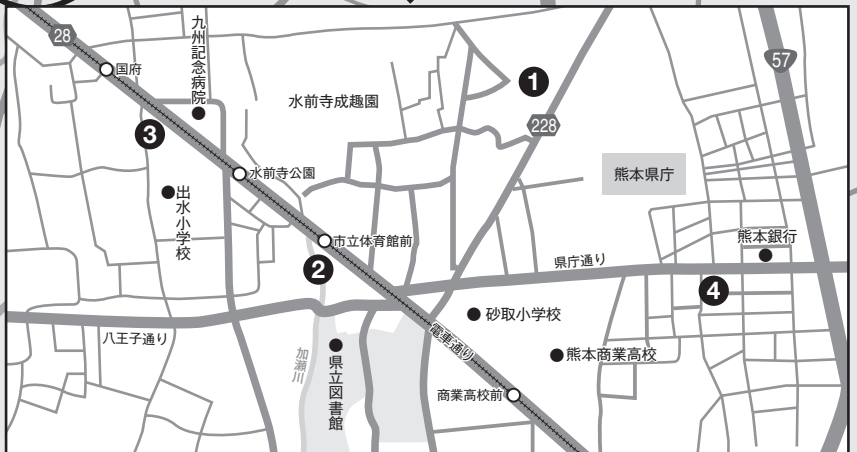 28
国府
九州記念病院
水前寺成趣園
1
57
228
3
水前寺公園
熊本県庁
出水小学校
市立体育館前
2
熊本銀行
県庁通り
4
砂取小学校
八王子通り
電車通り
熊本商業高校
加瀬川
県立図書館
商業高校前